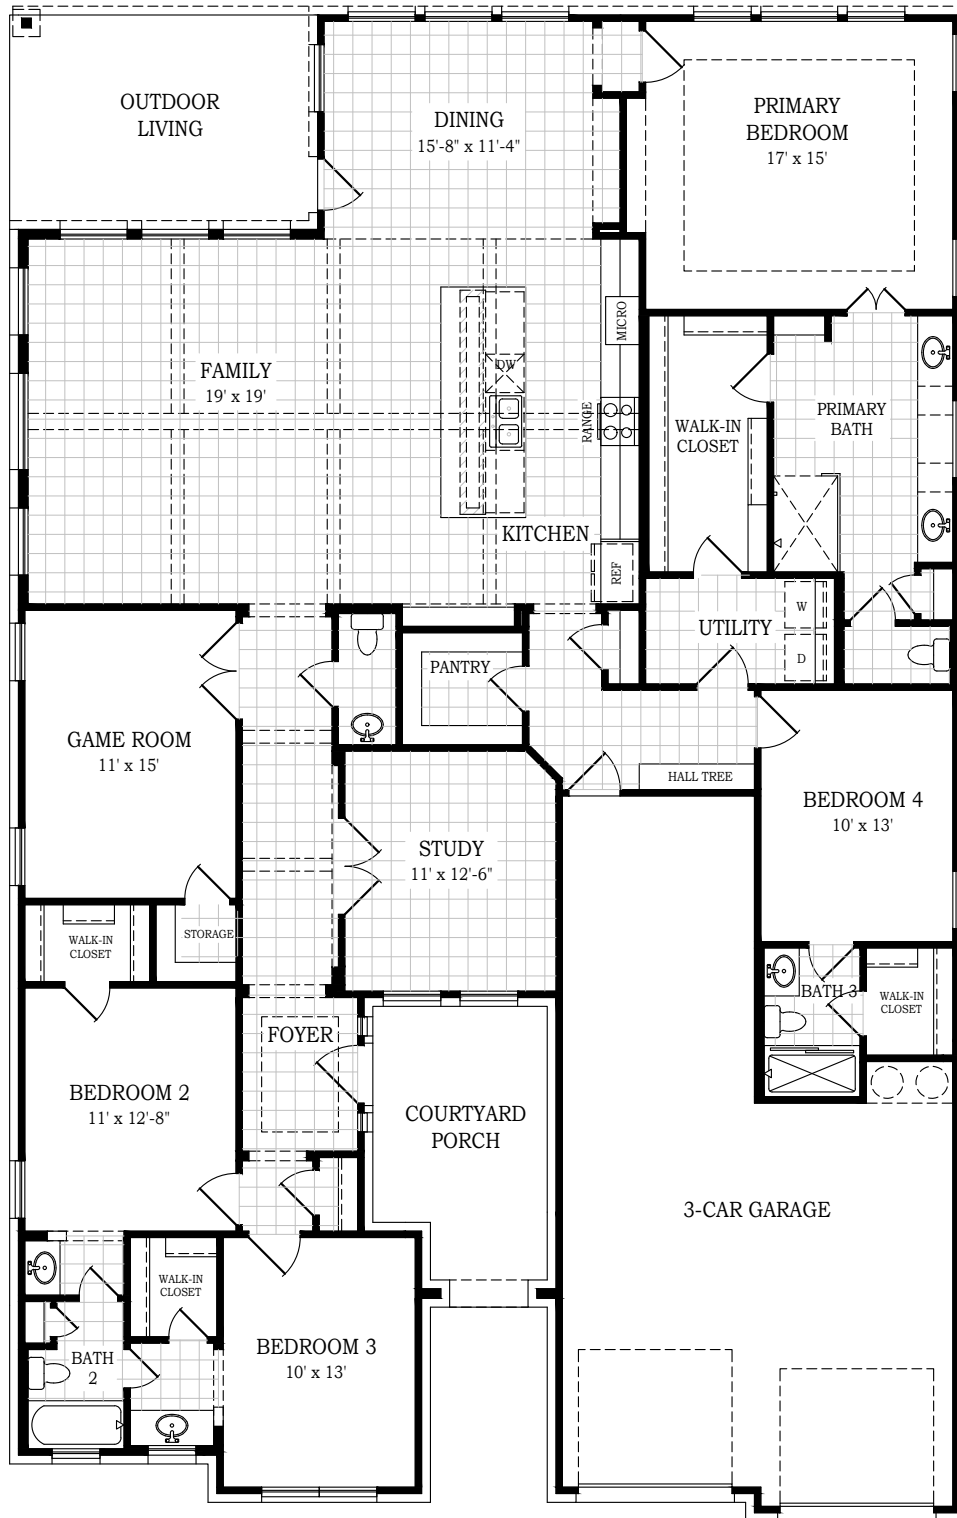 OUTDOOR
LIVING
DINING
15'-8" x 11'-4"
PRIMARY
BEDROOM
17' x 15'
MICRO
FAMILY
19' x 19'
DW
RANGE
WALK-IN
CLOSET
PRIMARY
BATH
KITCHEN
REF
UTILITY
W
D
PANTRY
GAME ROOM
11' x 15'
HALL TREE
BEDROOM 4
10' x 13'
STUDY
11' x 12'-6"
STORAGE
WALK-IN
CLOSET
BATH 3
WALK-IN
CLOSET
FOYER
BEDROOM 2
11' x 12'-8"
COURTYARD
PORCH
3-CAR GARAGE
WALK-IN
CLOSET
BEDROOM 3
10' x 13'
BATH
2